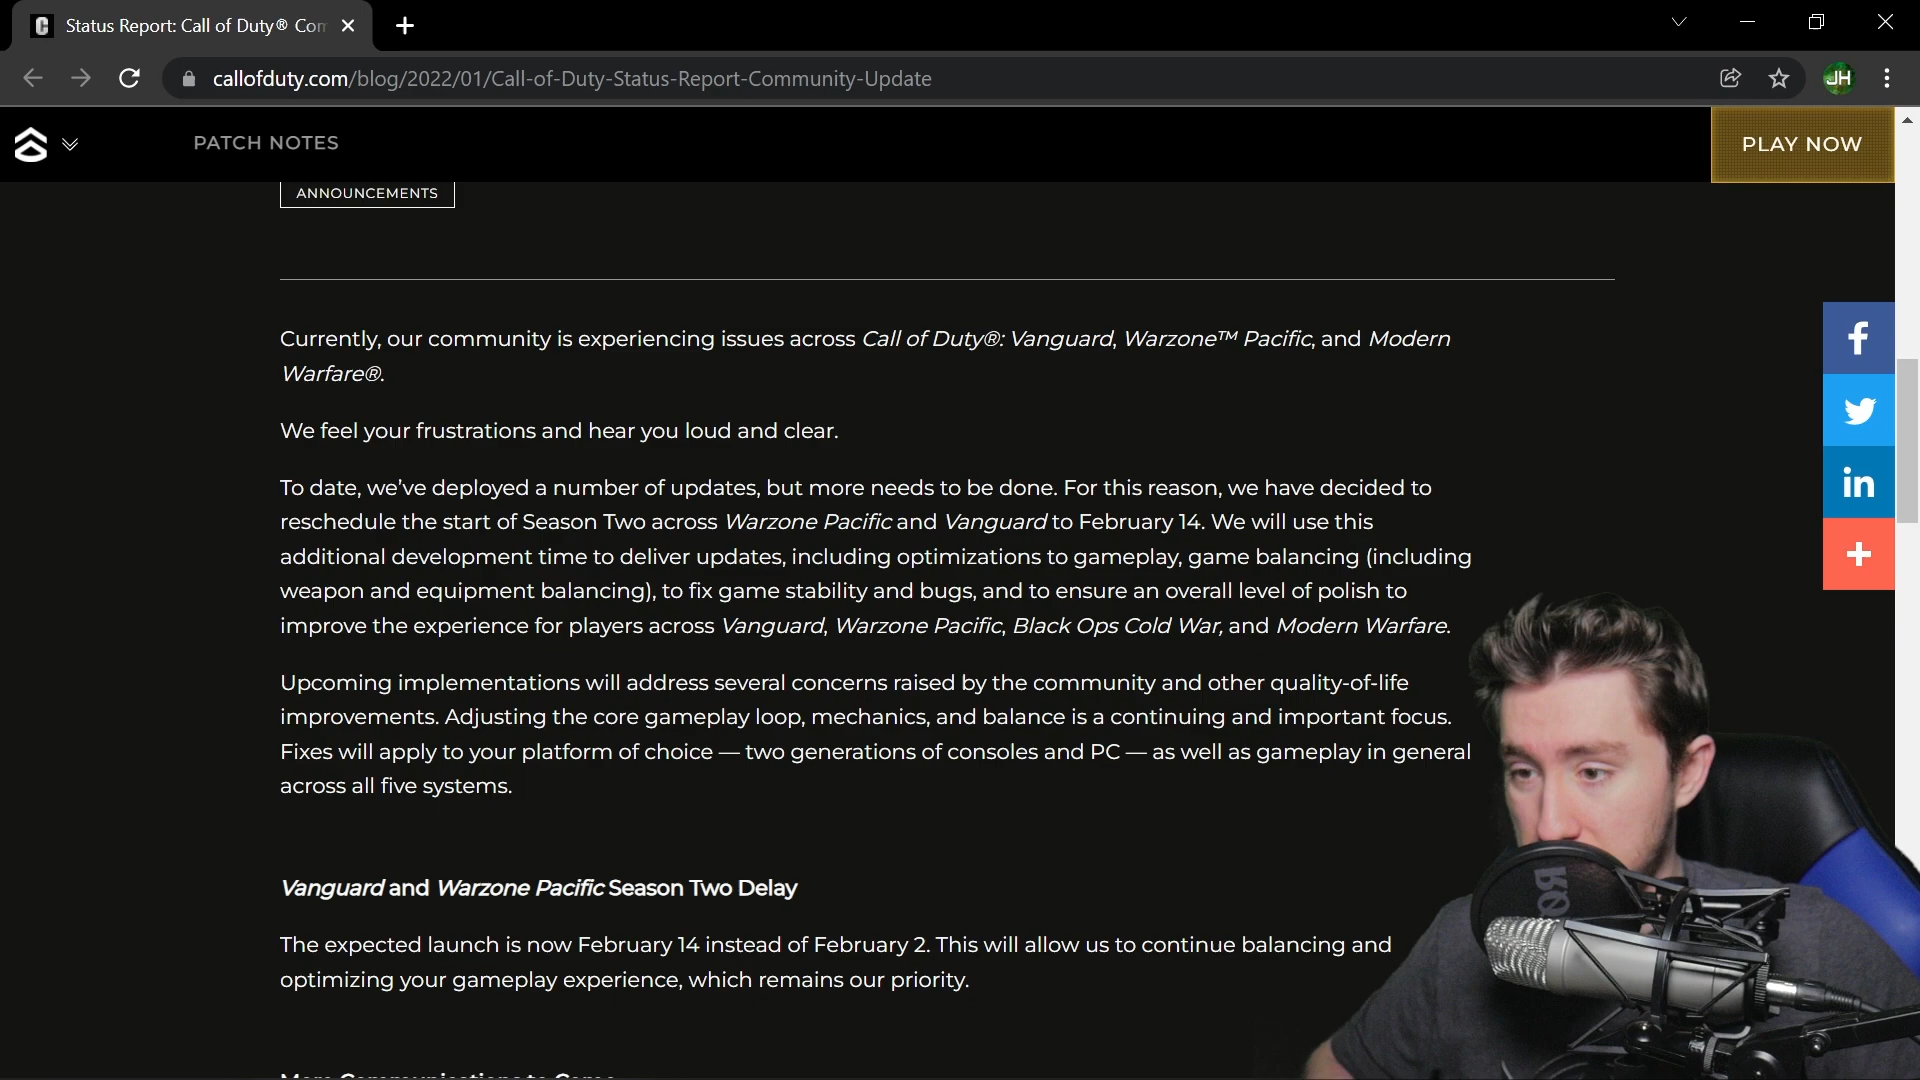 Status Report: Call of Duty® Com
callofduty.com/blog/2022/01/Call-of-Duty-Status-Report-Community-Update
JH
PATCH NOTES
PLAY NOW
ANNOUNCEMENTS
Currently, our community is experiencing issues across Call of Duty®: Vanguard, Warzone™ Pacific, and Modern
Warfare®.
We feel your frustrations and hear you loud and clear.
To date, we’ve deployed a number of updates, but more needs to be done. For this reason, we have decided to
reschedule the start of Season Two across Warzone Pacific and Vanguard to February 14. We will use this
additional development time to deliver updates, including optimizations to gameplay, game balancing (including
weapon and equipment balancing), to fix game stability and bugs, and to ensure an overall level of polish to
improve the experience for players across Vanguard, Warzone Pacific, Black Ops Cold War, and Modern Warfare.
Upcoming implementations will address several concerns raised by the community and other quality-of-life
improvements. Adjusting the core gameplay loop, mechanics, and balance is a continuing and important focus.
Fixes will apply to your platform of choice — two generations of consoles and PC — as well as gameplay in general
across all five systems.
Vanguard and Warzone Pacific Season Two Delay
The expected launch is now February 14 instead of February 2. This will allow us to continue balancing and
optimizing your gameplay experience, which remains our priority.
More Communications to Come